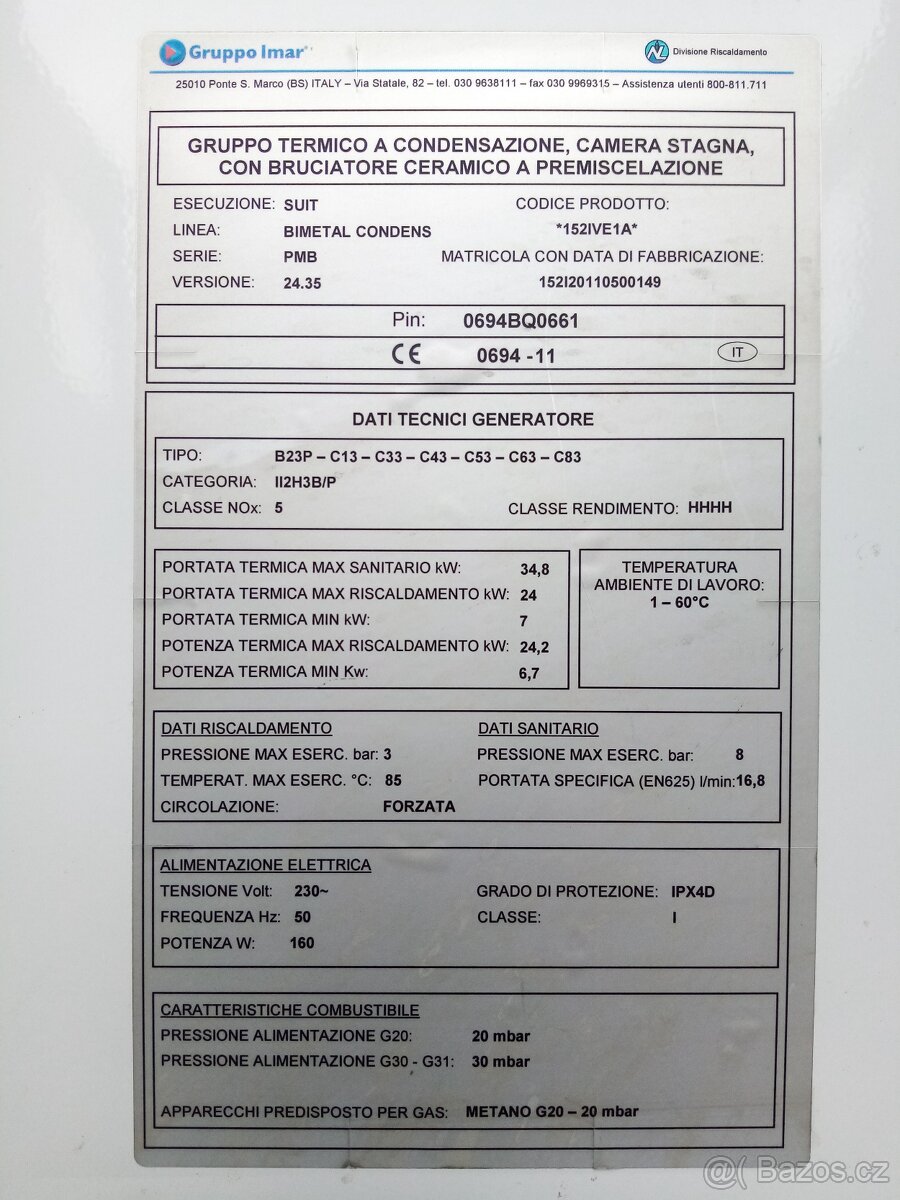 Gruppo Imar
Divisione Riscaldamento
25010 Ponte S. Marco (BS) ITALY – Via Statale, 82 – tel. 030 9638111 – fax 030 9969315 – Assistenza utenti 800-811.711
GRUPPO TERMICO A CONDENSAZIONE, CAMERA STAGNA,
CON BRUCIATORE CERAMICO A PREMISCELAZIONE
ESECUZIONE: SUIT
CODICE PRODOTTO:
LINEA: BIMETAL CONDENS
*152IVE1A*
SERIE: PMB
MATRICOLA CON DATA DI FABBRICAZIONE:
VERSIONE: 24.35
152I20110500149
Pin: 0694BQ0661
CE 0694 -11 IT
DATI TECNICI GENERATORE
TIPO: B23P – C13 – C33 – C43 – C53 – C63 – C83
CATEGORIA: II2H3B/P
CLASSE NOx: 5 CLASSE RENDIMENTO: HHHH
PORTATA TERMICA MAX SANITARIO kW: 34,8
PORTATA TERMICA MAX RISCALDAMENTO kW: 24
PORTATA TERMICA MIN kW: 7
POTENZA TERMICA MAX RISCALDAMENTO kW: 24,2
POTENZA TERMICA MIN Kw: 6,7
TEMPERATURA
AMBIENTE DI LAVORO:
1 – 60°C
DATI RISCALDAMENTO
PRESSIONE MAX ESERC. bar: 3
TEMPERAT. MAX ESERC. °C: 85
CIRCOLAZIONE: FORZATA
DATI SANITARIO
PRESSIONE MAX ESERC. bar: 8
PORTATA SPECIFICA (EN625) l/min: 16,8
ALIMENTAZIONE ELETTRICA
TENSIONE Volt: 230~
FREQUENZA Hz: 50
POTENZA W: 160
GRADO DI PROTEZIONE: IPX4D
CLASSE: I
CARATTERISTICHE COMBUSTIBILE
PRESSIONE ALIMENTAZIONE G20: 20 mbar
PRESSIONE ALIMENTAZIONE G30 - G31: 30 mbar
APPARECCHI PREDISPOSTO PER GAS: METANO G20 – 20 mbar
@( Bazos.cz